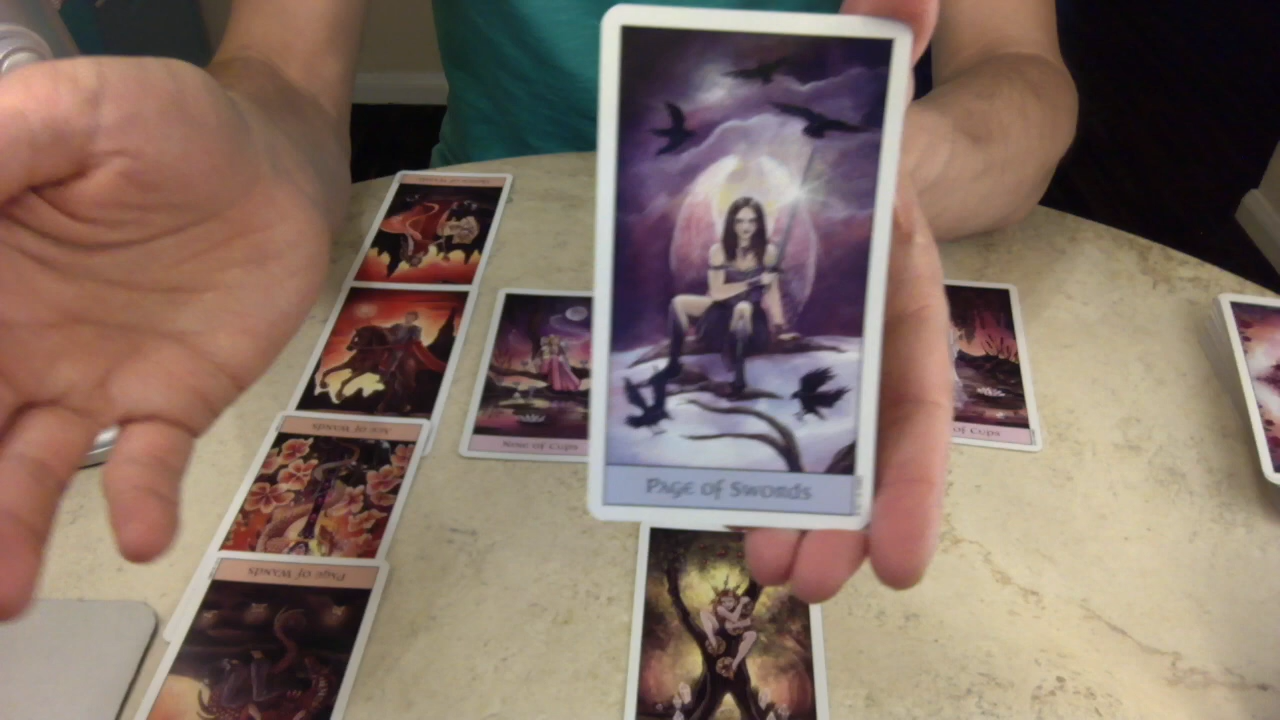 Ace of Wands
Page of Wands
Nine of Cups
of Cups
Page of Swords